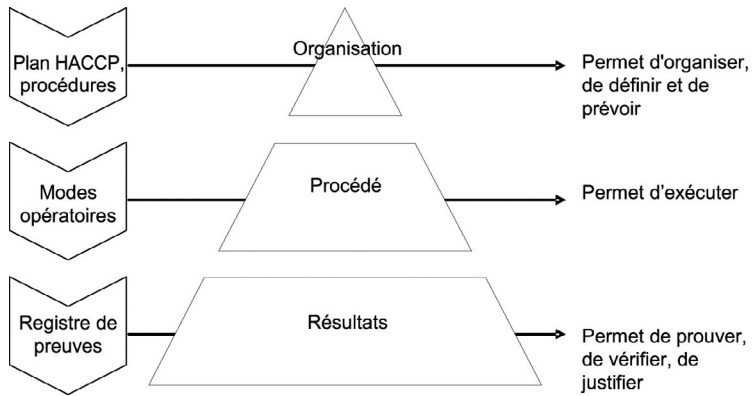 Plan HACCP,
procédures
Organisation
Permet d'organiser,
de définir et de
prévoir
Modes
opératoires
Procédé
Permet d'exécuter
Registre de
preuves
Résultats
Permet de prouver,
de vérifier, de
justifier